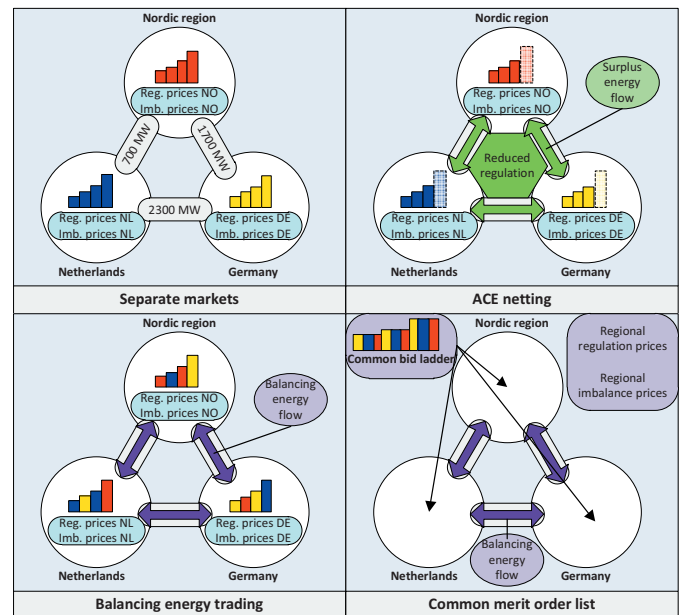 Nordic region
Reg. prices NO
Imb. prices NO
700 MW
1700 MW
2300 MW
Reg. prices NL
Imb. prices NL
Reg. prices DE
Imb. prices DE
Netherlands
Germany
Separate markets
Nordic region
Surplus
energy
flow
Reg. prices NO
Imb. prices NO
Reduced
regulation
Reg. prices NL
Imb. prices NL
Reg. prices DE
Imb. prices DE
Netherlands
Germany
ACE netting
Nordic region
Balancing
energy
flow
Reg. prices NO
Imb. prices NO
Reg. prices NL
Imb. prices NL
Reg. prices DE
Imb. prices DE
Netherlands
Germany
Balancing energy trading
Nordic region
Common bid ladder
Regional
regulation prices
Regional
imbalance prices
Balancing
energy
flow
Netherlands
Germany
Common merit order list